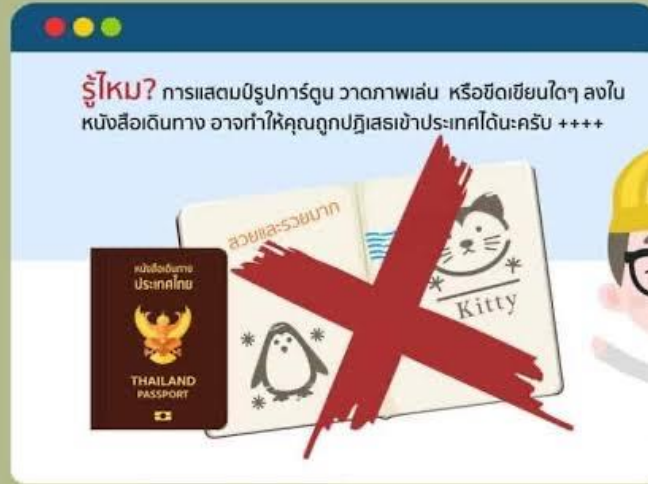 รู้ไหม? การแสตมป์รูปการ์ตูน วาดภาพเล่น หรือขีดเขียนใดๆ ลงใน
หนังสือเดินทาง อาจทำให้คุณถูกปฏิเสธเข้าประเทศได้นะครับ ++++
สวยและรวยมาก
หนังสือเดินทาง
ประเทศไทย
Kitty
THAILAND
PASSPORT